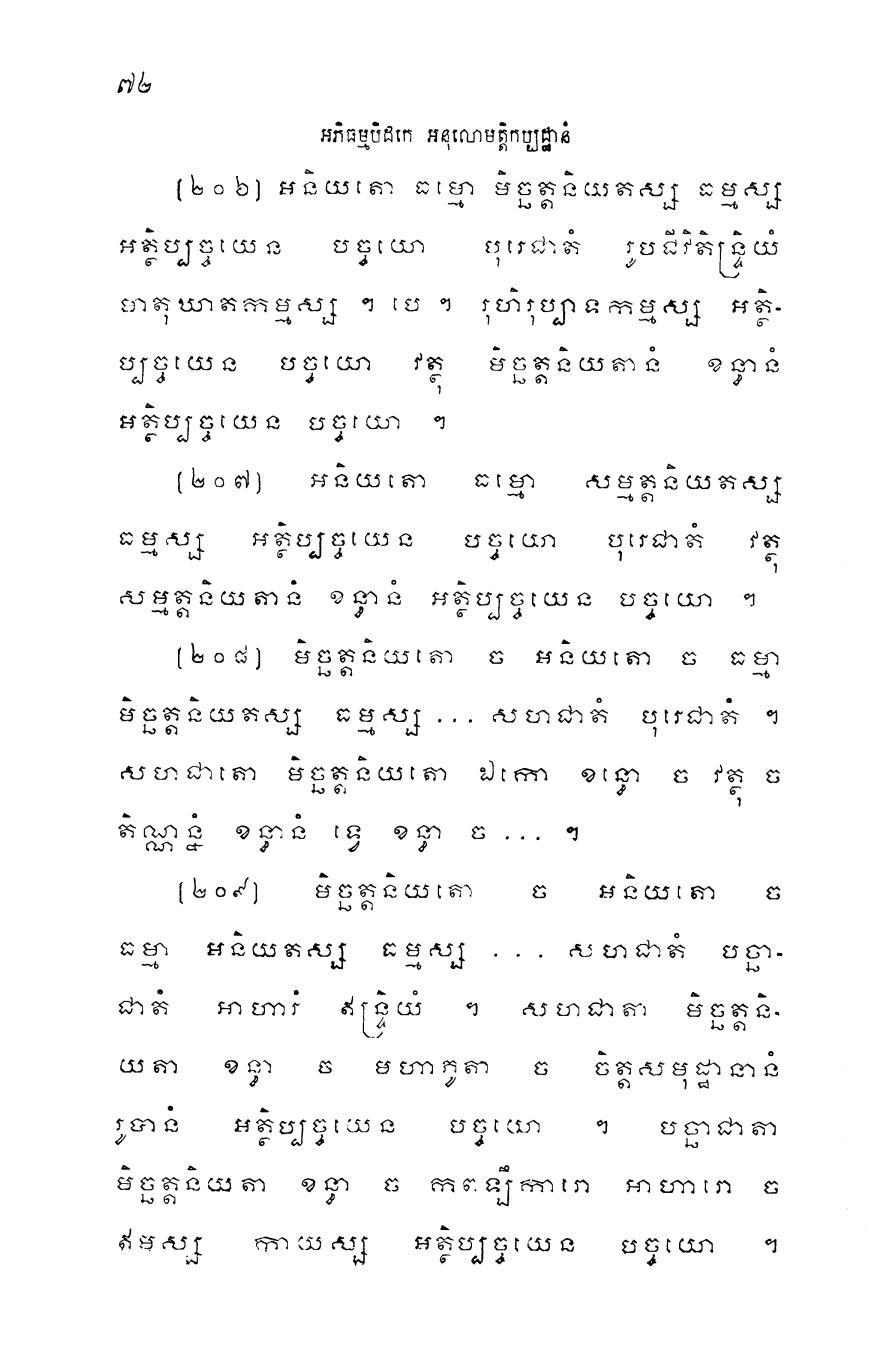 ៧២
អភិធម្មបិដកេ អនុលោមត្តិកប្បដ្ឋានំ
[២០៦] អនិយតោ ធម្មោ មិច្ឆត្តនិយតស្ស ធម្មស្ស
អត្ថិប្បច្ចយេន បច្ចយោ បុរេជាតំ រូបជីវិតិន្ទ្រិយំ
មាតុឃាតកម្មស្ស ។ បេ ។ រុហិរុប្បាទកម្មស្ស អត្ថិ-
ប្បច្ចយេន បច្ចយោ វត្ថុ មិច្ឆត្តនិយតានំ ខន្ធានំ
អត្ថិប្បច្ចយេន បច្ចយោ ។
[២០៧] អនិយតោ ធម្មោ សម្មត្តនិយតស្ស
ធម្មស្ស អត្ថិប្បច្ចយេន បច្ចយោ បុរេជាតំ វត្ថុ
សម្មត្តនិយតានំ ខន្ធានំ អត្ថិប្បច្ចយេន បច្ចយោ ។
[២០៨] មិច្ឆត្តនិយតោ ច អនិយតោ ច ធម្មា
មិច្ឆត្តនិយតស្ស ធម្មស្ស ... សហជាតំ បុរេជាតំ ។
សហជាតោ មិច្ឆត្តនិយតោ ឯកោ ខន្ធោ ច វត្ថុ ច
តិណ្ណន្នំ ខន្ធានំ ទ្វេ ខន្ធា ច ... ។
[២០៩] មិច្ឆត្តនិយតោ ច អនិយតោ ច
ធម្មា អនិយតស្ស ធម្មស្ស ... សហជាតំ បច្ឆា-
ជាតំ អាហារំ ឥន្ទ្រិយំ ។ សហជាតា មិច្ឆត្តនិ-
យតា ខន្ធា ច មហាភូតា ច ចិត្តសមុដ្ឋានានំ
រូបានំ អត្ថិប្បច្ចយេន បច្ចយោ ។ បច្ឆាជាតា
មិច្ឆត្តនិយតា ខន្ធា ច កពឡឹការោ អាហារោ ច
ឥមស្ស កាយស្ស អត្ថិប្បច្ចយេន បច្ចយោ ។